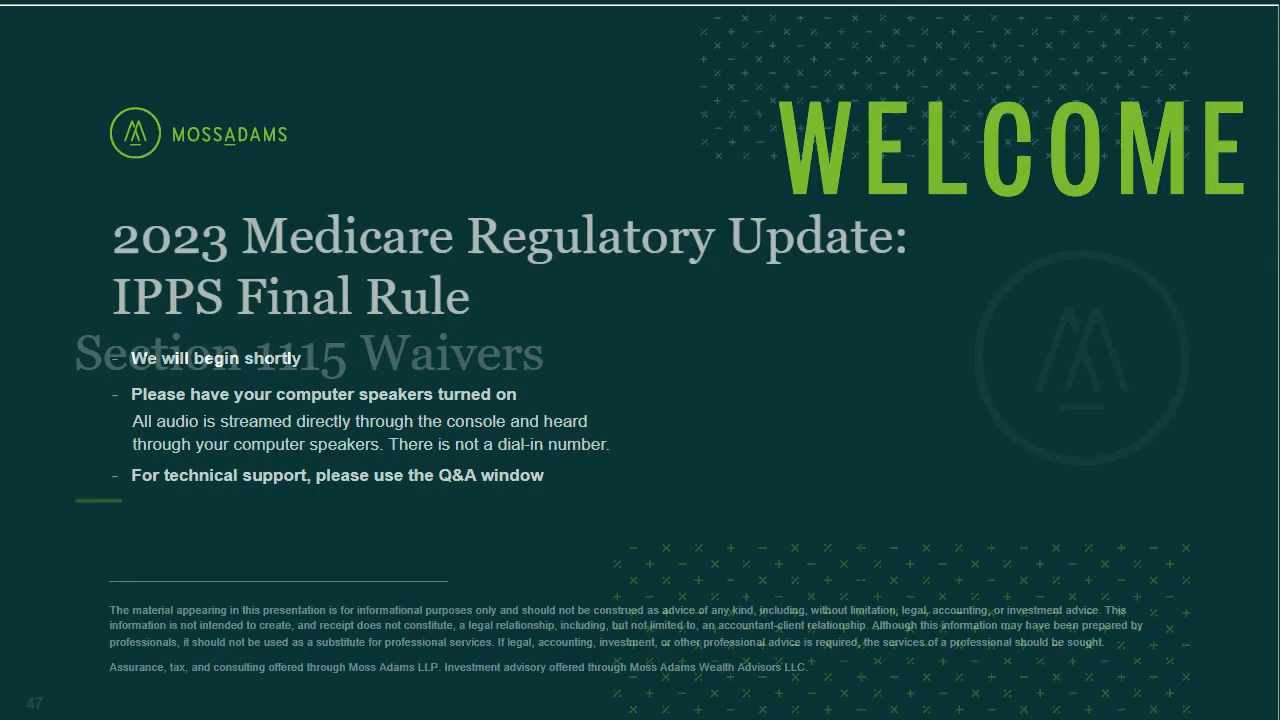 WELCOME
MOSSADAMS
2023 Medicare Regulatory Update:
IPPS Final Rule
Section 1115 Waivers
- We will begin shortly
- Please have your computer speakers turned on
All audio is streamed directly through the console and heard
through your computer speakers. There is not a dial-in number.
- For technical support, please use the Q&A window
The material appearing in this presentation is for informational purposes only and should not be construed as advice of any kind, including, without limitation, legal, accounting, or investment advice. This
information is not intended to create, and receipt does not constitute, a legal relationship, including, but not limited to, an accountant-client relationship. Although this information may have been prepared by
professionals, it should not be used as a substitute for professional services. If legal, accounting, investment, or other professional advice is required, the services of a professional should be sought.
Assurance, tax, and consulting offered through Moss Adams LLP. Investment advisory offered through Moss Adams Wealth Advisors LLC.
47